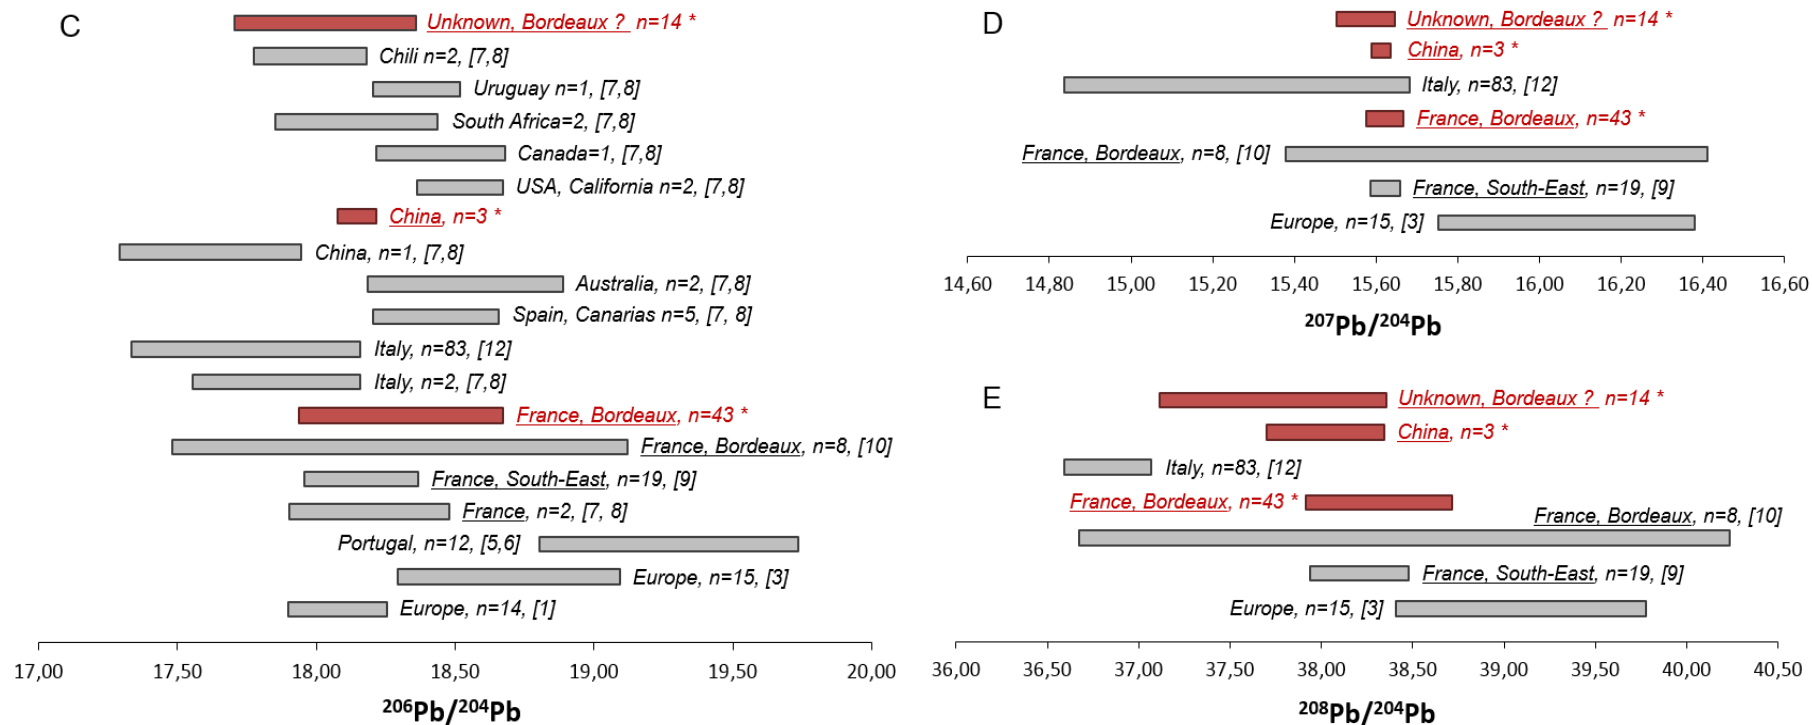 C
Unknown, Bordeaux ? n=14 *
Chili n=2, [7,8]
Uruguay n=1, [7,8]
South Africa=2, [7,8]
Canada=1, [7,8]
USA, California n=2, [7,8]
China, n=3 *
China, n=1, [7,8]
Australia, n=2, [7,8]
Spain, Canarias n=5, [7, 8]
Italy, n=83, [12]
Italy, n=2, [7,8]
France, Bordeaux, n=43 *
France, Bordeaux, n=8, [10]
France, South-East, n=19, [9]
France, n=2, [7, 8]
Portugal, n=12, [5,6]
Europe, n=15, [3]
Europe, n=14, [1]
17,00 17,50 18,00 18,50 19,00 19,50 20,00
²⁰⁶Pb/²⁰⁴Pb
D
Unknown, Bordeaux ? n=14 *
China, n=3 *
Italy, n=83, [12]
France, Bordeaux, n=43 *
France, Bordeaux, n=8, [10]
France, South-East, n=19, [9]
Europe, n=15, [3]
14,60 14,80 15,00 15,20 15,40 15,60 15,80 16,00 16,20 16,40 16,60
²⁰⁷Pb/²⁰⁴Pb
E
Unknown, Bordeaux ? n=14 *
China, n=3 *
Italy, n=83, [12]
France, Bordeaux, n=43 *
France, Bordeaux, n=8, [10]
France, South-East, n=19, [9]
Europe, n=15, [3]
36,00 36,50 37,00 37,50 38,00 38,50 39,00 39,50 40,00 40,50
²⁰⁸Pb/²⁰⁴Pb